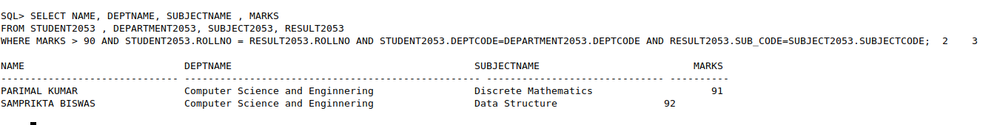 SQL> SELECT NAME, DEPTNAME, SUBJECTNAME , MARKS
FROM STUDENT2053 , DEPARTMENT2053, SUBJECT2053, RESULT2053
WHERE MARKS > 90 AND STUDENT2053.ROLLNO = RESULT2053.ROLLNO AND STUDENT2053.DEPTCODE=DEPARTMENT2053.DEPTCODE AND RESULT2053.SUB_CODE=SUBJECT2053.SUBJECTCODE;  2    3
NAME                           DEPTNAME                                         SUBJECTNAME                          MARKS
------------------------------ -------------------------------------------------- ------------------------------ ----------
PARIMAL KUMAR                  Computer Science and Enginnering                 Discrete Mathematics                    91
SAMPRIKTA BISWAS               Computer Science and Enginnering                 Data Structure                  92